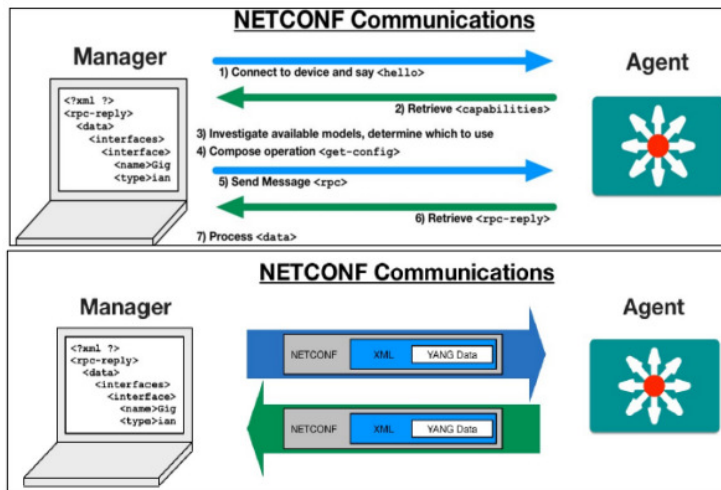 NETCONF Communications
Manager
Agent
1) Connect to device and say <hello>
2) Retrieve <capabilities>
3) Investigate available models, determine which to use
4) Compose operation <get-config>
5) Send Message <rpc>
6) Retrieve <rpc-reply>
7) Process <data>
<?xml ?>
<rpc-reply>
<data>
<interfaces>
<interface>
<name>Gig
<type>ian
NETCONF Communications
Manager
Agent
<?xml ?>
<rpc-reply>
<data>
<interfaces>
<interface>
<name>Gig
<type>ian
NETCONF XML YANG Data
NETCONF XML YANG Data